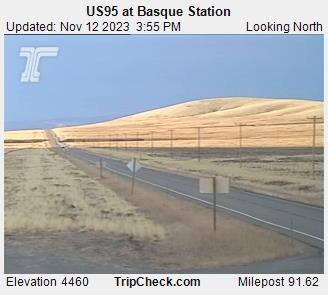 US95 at Basque Station
Updated: Nov 12 2023 3:55 PM Looking North
Elevation 4460 TripCheck.com Milepost 91.62